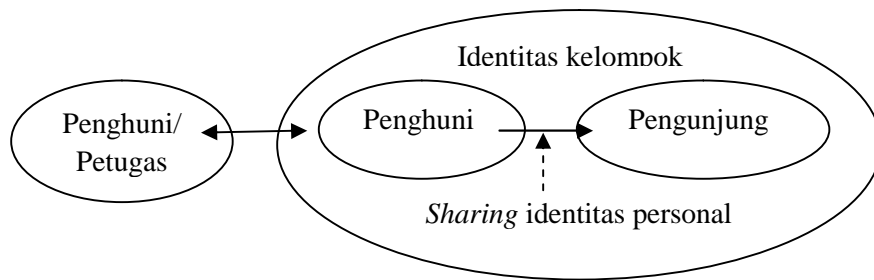 Identitas kelompok
Penghuni/
Petugas
Penghuni
Pengunjung
Sharing identitas personal